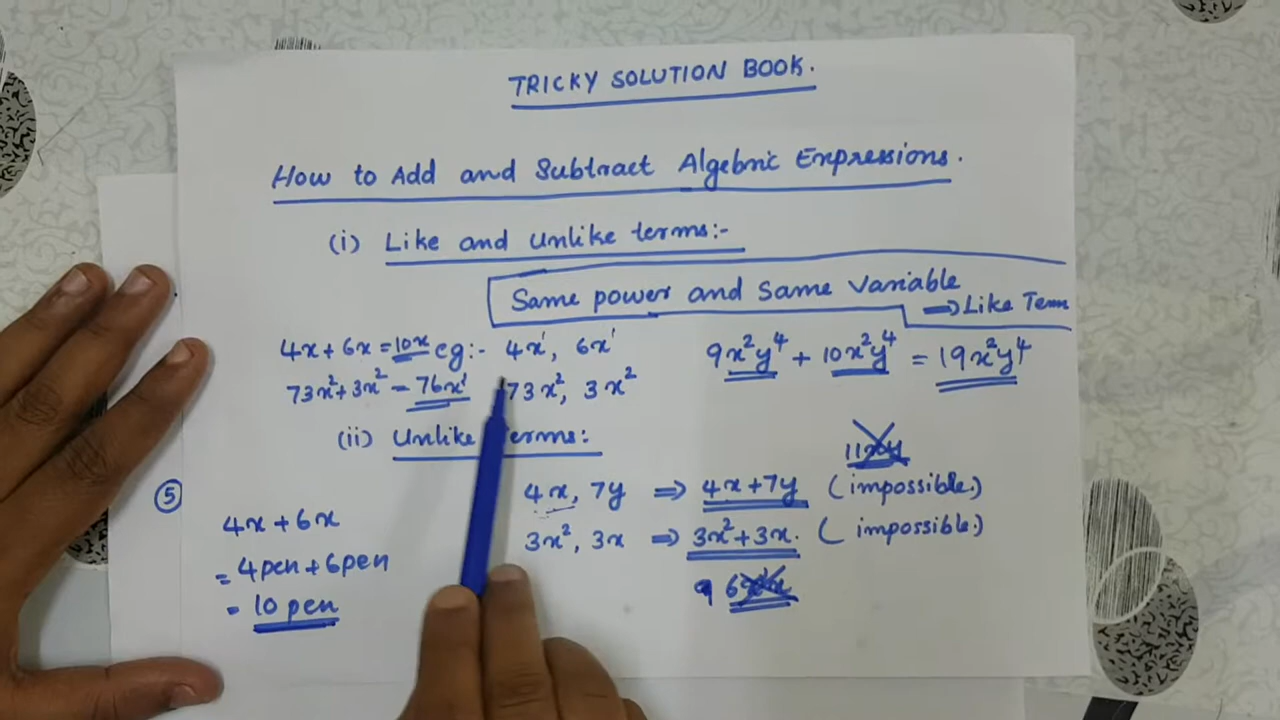 TRICKY SOLUTION BOOK.
How to Add and Subtract Algebric Expressions.
(i) Like and Unlike terms:-
Same power and same variable
⇒ Like Term
4x + 6x = 10x eg:- 4x¹, 6x¹
9x²y⁴ + 10x²y⁴ = 19x²y⁴
73x² + 3x² = 76x¹ 73x², 3x²
(ii) Unlike terms:
11xy
4x, 7y ⇒ 4x+7y (impossible.)
3x², 3x ⇒ 3x²+3x. (impossible.)
⑤
4x + 6x
= 4pen + 6pen
= 10 pen